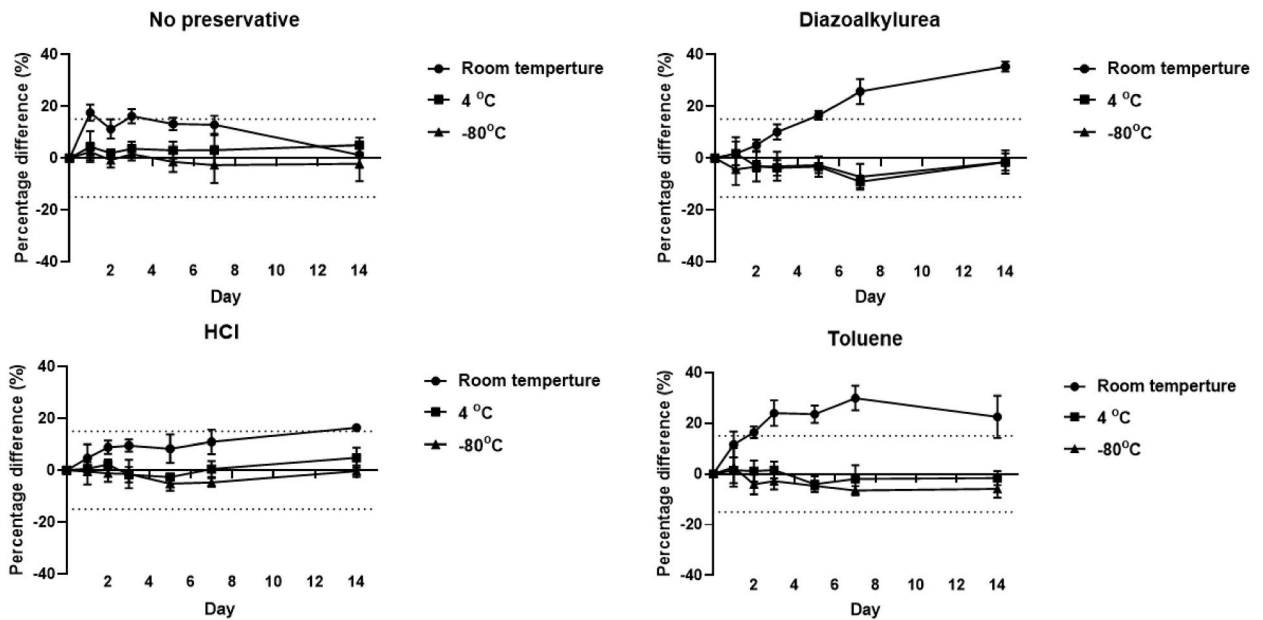 No preservative
Percentage difference (%)
40
20
0
-20
-40
2 4 6 8 10 12 14
Day
Room temperture
4 °C
-80°C
Diazoalkylurea
Percentage difference (%)
40
20
0
-20
-40
2 4 6 8 10 12 14
Day
Room temperture
4 °C
-80°C
HCl
Percentage difference (%)
40
20
0
-20
-40
2 4 6 8 10 12 14
Day
Room temperture
4 °C
-80°C
Toluene
Percentage difference (%)
40
20
0
-20
-40
2 4 6 8 10 12 14
Day
Room temperture
4 °C
-80°C